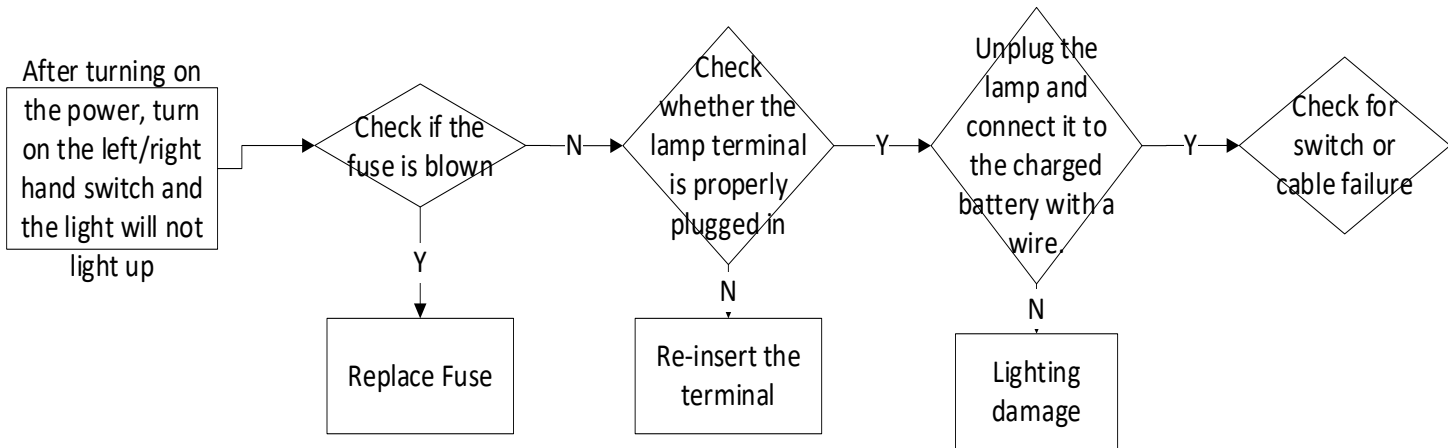 After turning on
the power, turn
on the left/right
hand switch and
the light will not
light up
Check if the
fuse is blown
N
Y
Replace Fuse
Check
whether the
lamp terminal
is properly
plugged in
Y
N
Re-insert the
terminal
Unplug the
lamp and
connect it to
the charged
battery with a
wire.
Y
N
Lighting
damage
Check for
switch or
cable failure